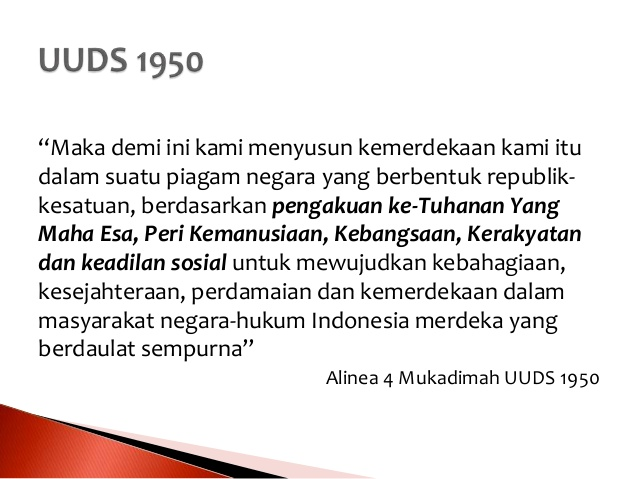 UUDS 1950
“Maka demi ini kami menyusun kemerdekaan kami itu
dalam suatu piagam negara yang berbentuk republik-
kesatuan, berdasarkan pengakuan ke-Tuhanan Yang
Maha Esa, Peri Kemanusiaan, Kebangsaan, Kerakyatan
dan keadilan sosial untuk mewujudkan kebahagiaan,
kesejahteraan, perdamaian dan kemerdekaan dalam
masyarakat negara-hukum Indonesia merdeka yang
berdaulat sempurna”
Alinea 4 Mukadimah UUDS 1950